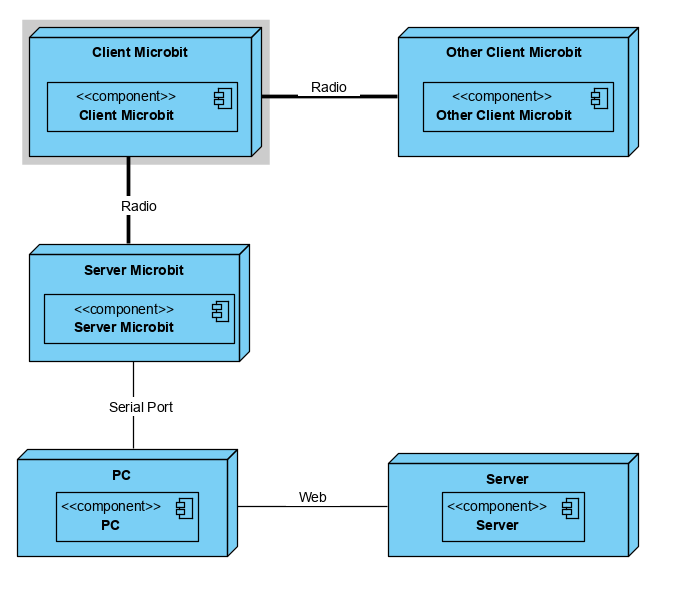 Client Microbit
<<component>>
Client Microbit
Radio
Other Client Microbit
<<component>>
Other Client Microbit
Radio
Server Microbit
<<component>>
Server Microbit
Serial Port
PC
<<component>>
PC
Web
Server
<<component>>
Server